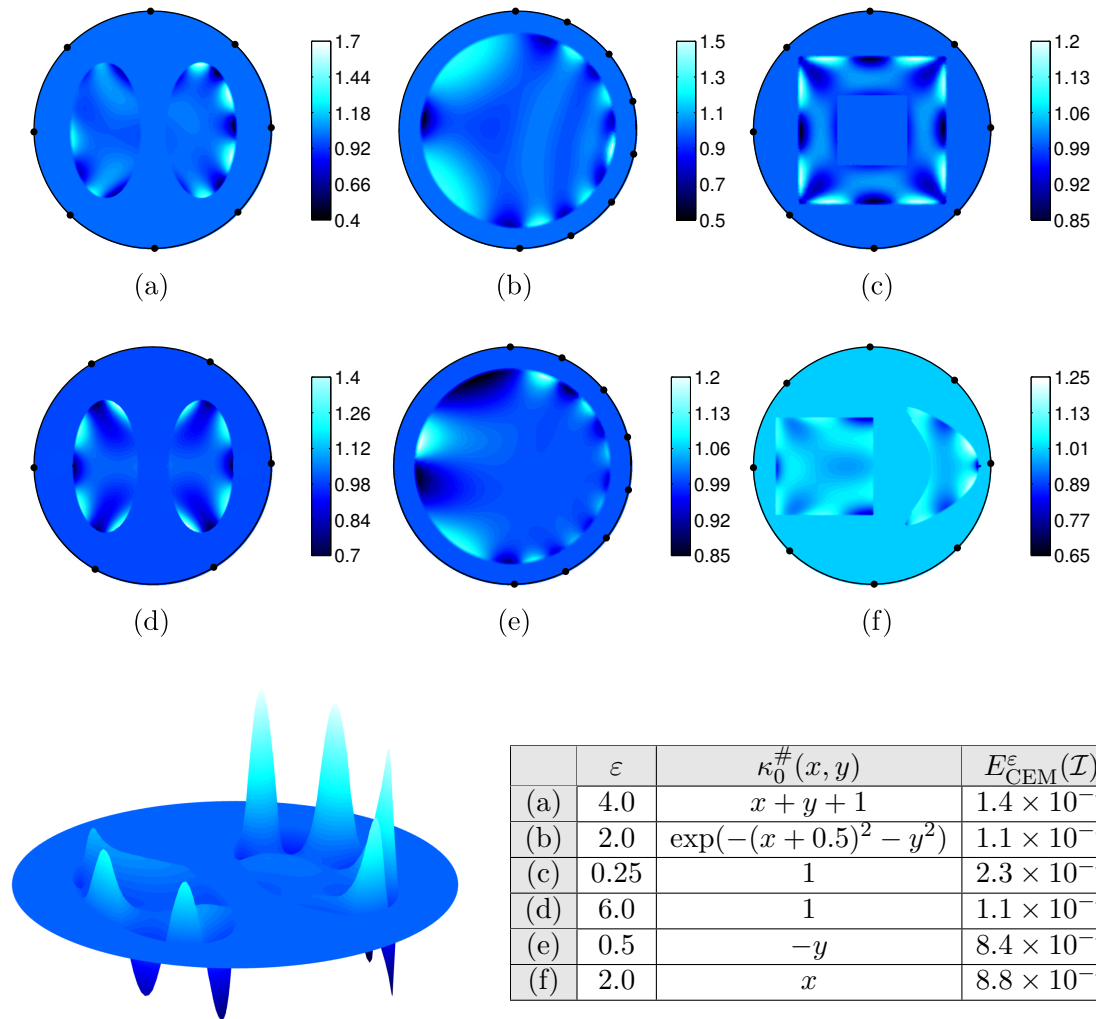 1.7
1.44
1.18
0.92
0.66
0.4
(a)
1.5
1.3
1.1
0.9
0.7
0.5
(b)
1.2
1.13
1.06
0.99
0.92
0.85
(c)
1.4
1.26
1.12
0.98
0.84
0.7
(d)
1.2
1.13
1.06
0.99
0.92
0.85
(e)
1.25
1.13
1.01
0.89
0.77
0.65
(f)
ε κ₀^#(x, y) E^ε_CEM(I)
(a) 4.0 x + y + 1 1.4 × 10⁻
(b) 2.0 exp(−(x + 0.5)² − y²) 1.1 × 10⁻
(c) 0.25 1 2.3 × 10⁻
(d) 6.0 1 1.1 × 10⁻
(e) 0.5 −y 8.4 × 10⁻
(f) 2.0 x 8.8 × 10⁻